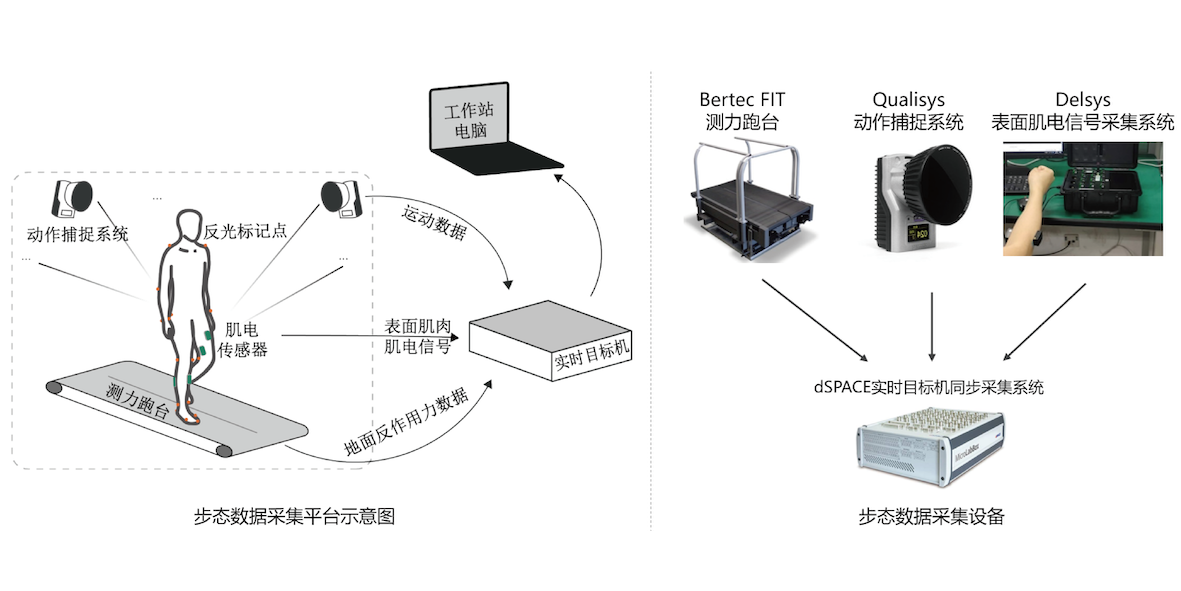 工作站
电脑
动作捕捉系统
...
反光标记点
...
...
运动数据
肌电
传感器
表面肌肉
肌电信号
实时目标机
测力跑台
地面反作用力数据
步态数据采集平台示意图
Bertec FIT
测力跑台
Qualisys
动作捕捉系统
Delsys
表面肌电信号采集系统
dSPACE实时目标机同步采集系统
MicroLabBox
步态数据采集设备